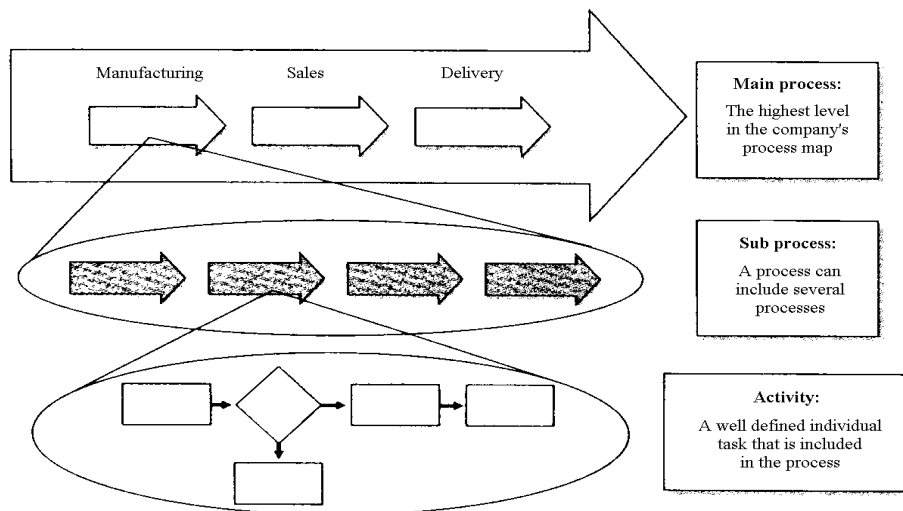 Manufacturing
Sales
Delivery
Main process:
The highest level
in the company's
process map
Sub process:
A process can
include several
processes
Activity:
A well defined individual
task that is included
in the process